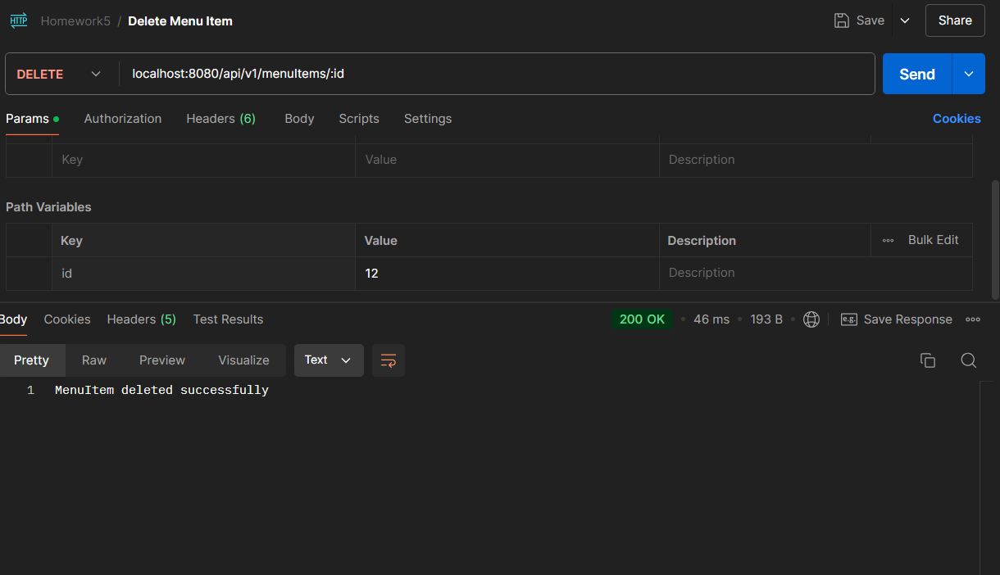 HTTP Homework5 / Delete Menu Item Save Share
DELETE localhost:8080/api/v1/menuItems/:id Send
Params Authorization Headers (6) Body Scripts Settings Cookies
Key Value Description
Path Variables
Key Value Description Bulk Edit
id 12 Description
Body Cookies Headers (5) Test Results 200 OK 46 ms 193 B e.g. Save Response
Pretty Raw Preview Visualize Text
1 MenuItem deleted successfully